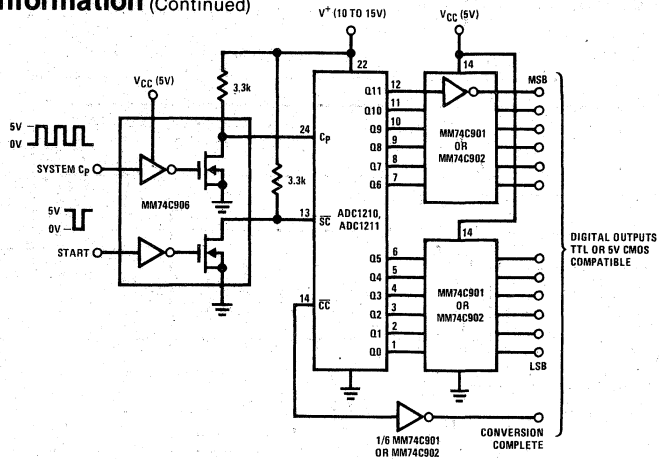 Information (Continued)
V+ (10 TO 15V)
VCC (5V)
22
14
3.3k
VCC (5V)
5V
0V
SYSTEM CP
MM74C906
5V
0V
START
3.3k
24 CP
13 SC
14 CC
ADC1210,
ADC1211
Q11 12
Q10 11
Q9 10
Q8 9
Q7 8
Q6 7
MM74C901
OR
MM74C902
MSB
14
Q5 6
Q4 5
Q3 4
Q2 3
Q1 2
Q0 1
MM74C901
OR
MM74C902
LSB
DIGITAL OUTPUTS
TTL OR 5V CMOS
COMPATIBLE
CONVERSION
COMPLETE
1/6 MM74C901
OR MM74C902